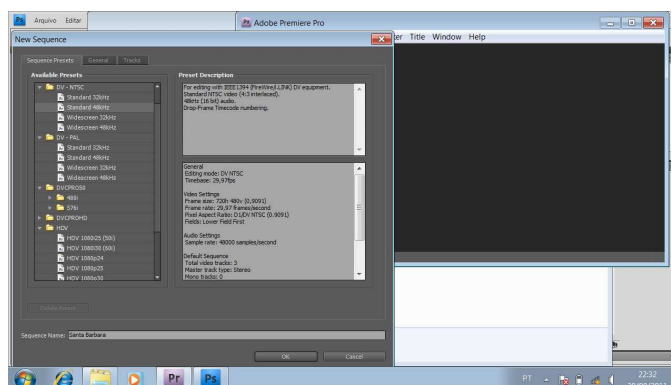 Ps Arquivo Editar
Adobe Premiere Pro
New Sequence
Title Window Help
Sequence Presets General Tracks
Available Presets
DV - NTSC
Standard 32kHz
Standard 48kHz
Widescreen 32kHz
Widescreen 48kHz
DV - PAL
Standard 32kHz
Standard 48kHz
Widescreen 32kHz
Widescreen 48kHz
DVCPRO50
480i
576i
DVCPROHD
HDV
HDV 1080i25 (50i)
HDV 1080i30 (60i)
HDV 1080p24
HDV 1080p25
HDV 1080p30
Preset Description
For editing with IEEE1394 (FireWire/i.LINK) DV equipment.
Standard NTSC video (4:3 interlaced).
48kHz (16 bit) audio.
Drop-Frame Timecode numbering.
General
Editing mode: DV NTSC
Timebase: 29,97fps
Video Settings
Frame size: 720h 480v (0,9091)
Frame rate: 29,97 frames/second
Pixel Aspect Ratio: D1/DV NTSC (0.9091)
Fields: Lower Field First
Audio Settings
Sample rate: 48000 samples/second
Default Sequence
Total video tracks: 3
Master track type: Stereo
Mono tracks: 0
Delete Preset
Sequence Name: Santa Barbara
OK Cancel
Pr Ps
PT
22:32